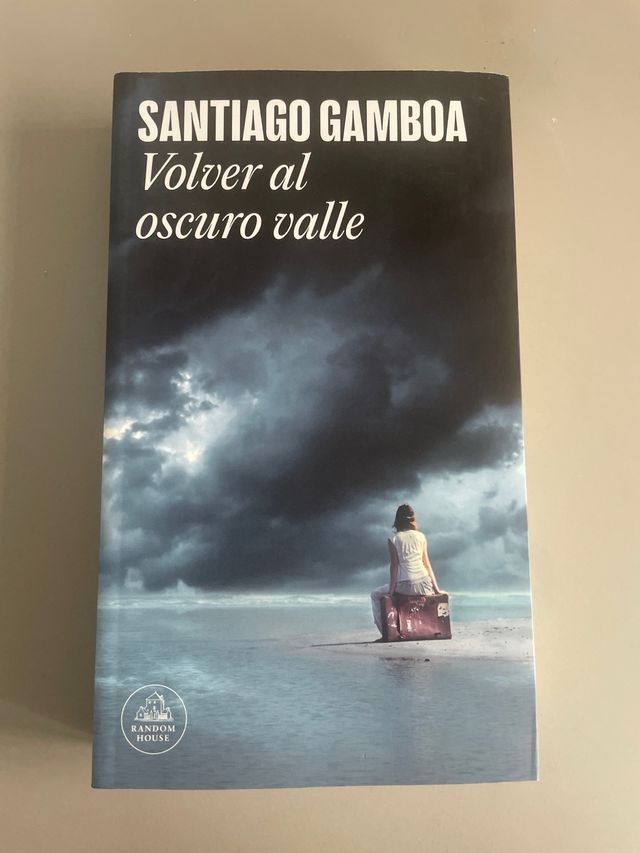 SANTIAGO GAMBOA
Volver al
oscuro valle
RANDOM
HOUSE